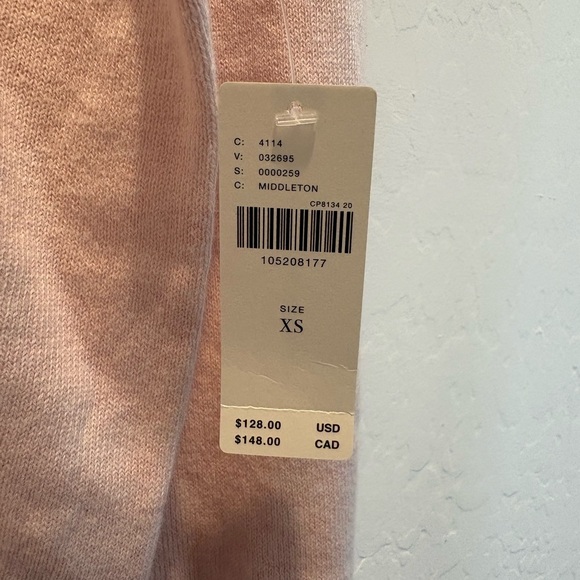 C: 4114
V: 032695
S: 0000259
C: MIDDLETON
CP8134 20
105208177
SIZE
XS
$128.00 USD
$148.00 CAD